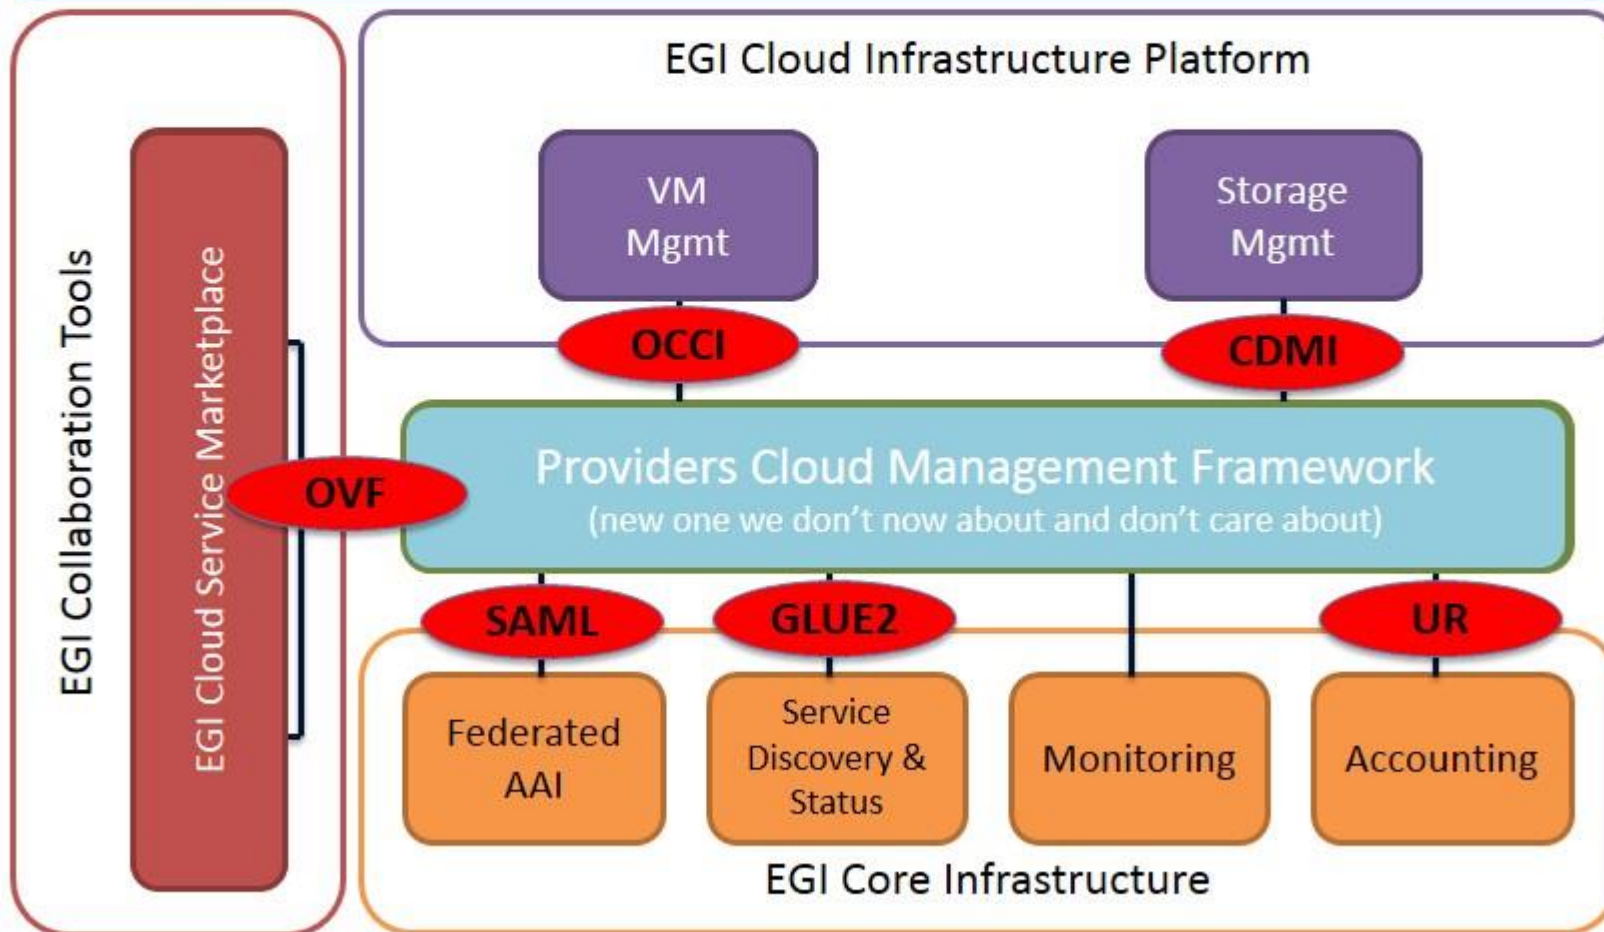 EGI Collaboration Tools
EGI Cloud Service Marketplace
EGI Cloud Infrastructure Platform
VM
Mgmt
Storage
Mgmt
OCCI
CDMI
Providers Cloud Management Framework
(new one we don't now about and don't care about)
OVF
SAML
GLUE2
UR
Federated
AAI
Service
Discovery &
Status
Monitoring
Accounting
EGI Core Infrastructure